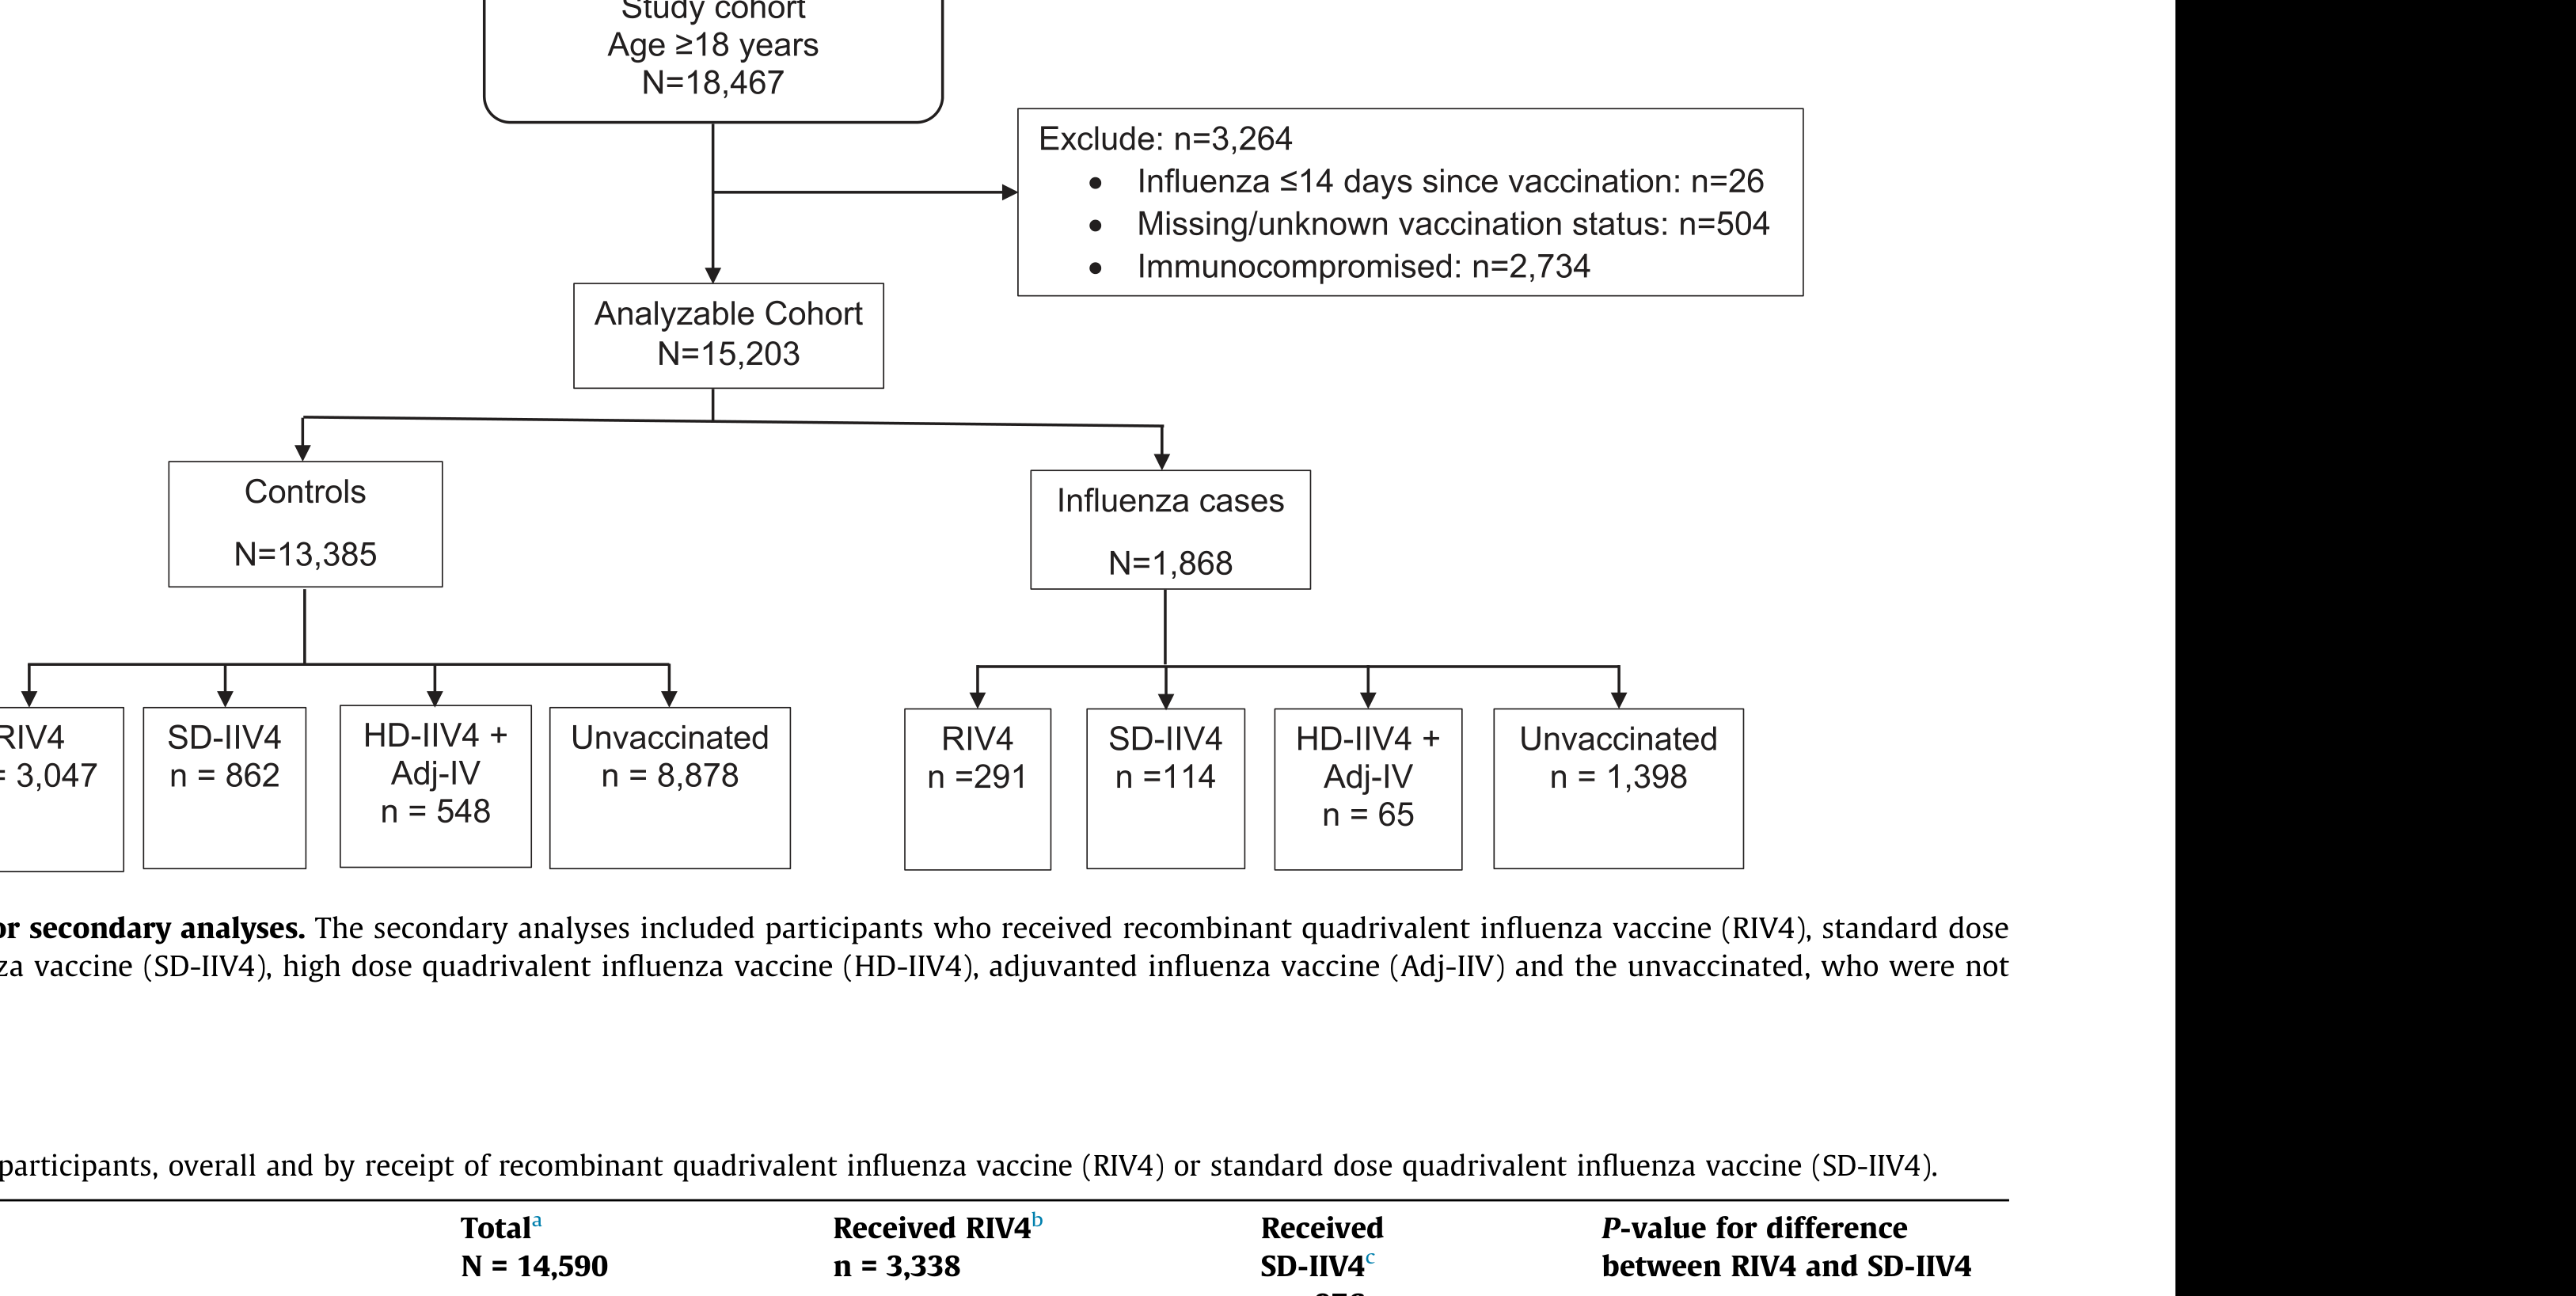 Study cohort
Age ≥18 years
N=18,467
Exclude: n=3,264
• Influenza ≤14 days since vaccination: n=26
• Missing/unknown vaccination status: n=504
• Immunocompromised: n=2,734
Analyzable Cohort
N=15,203
Controls
N=13,385
Influenza cases
N=1,868
RIV4
= 3,047
SD-IIV4
n = 862
HD-IIV4 +
Adj-IV
n = 548
Unvaccinated
n = 8,878
RIV4
n =291
SD-IIV4
n =114
HD-IIV4 +
Adj-IV
n = 65
Unvaccinated
n = 1,398
or secondary analyses. The secondary analyses included participants who received recombinant quadrivalent influenza vaccine (RIV4), standard dose
za vaccine (SD-IIV4), high dose quadrivalent influenza vaccine (HD-IIV4), adjuvanted influenza vaccine (Adj-IIV) and the unvaccinated, who were not
participants, overall and by receipt of recombinant quadrivalent influenza vaccine (RIV4) or standard dose quadrivalent influenza vaccine (SD-IIV4).
Totala
N = 14,590
Received RIV4b
n = 3,338
Received
SD-IIV4c
P-value for difference
between RIV4 and SD-IIV4